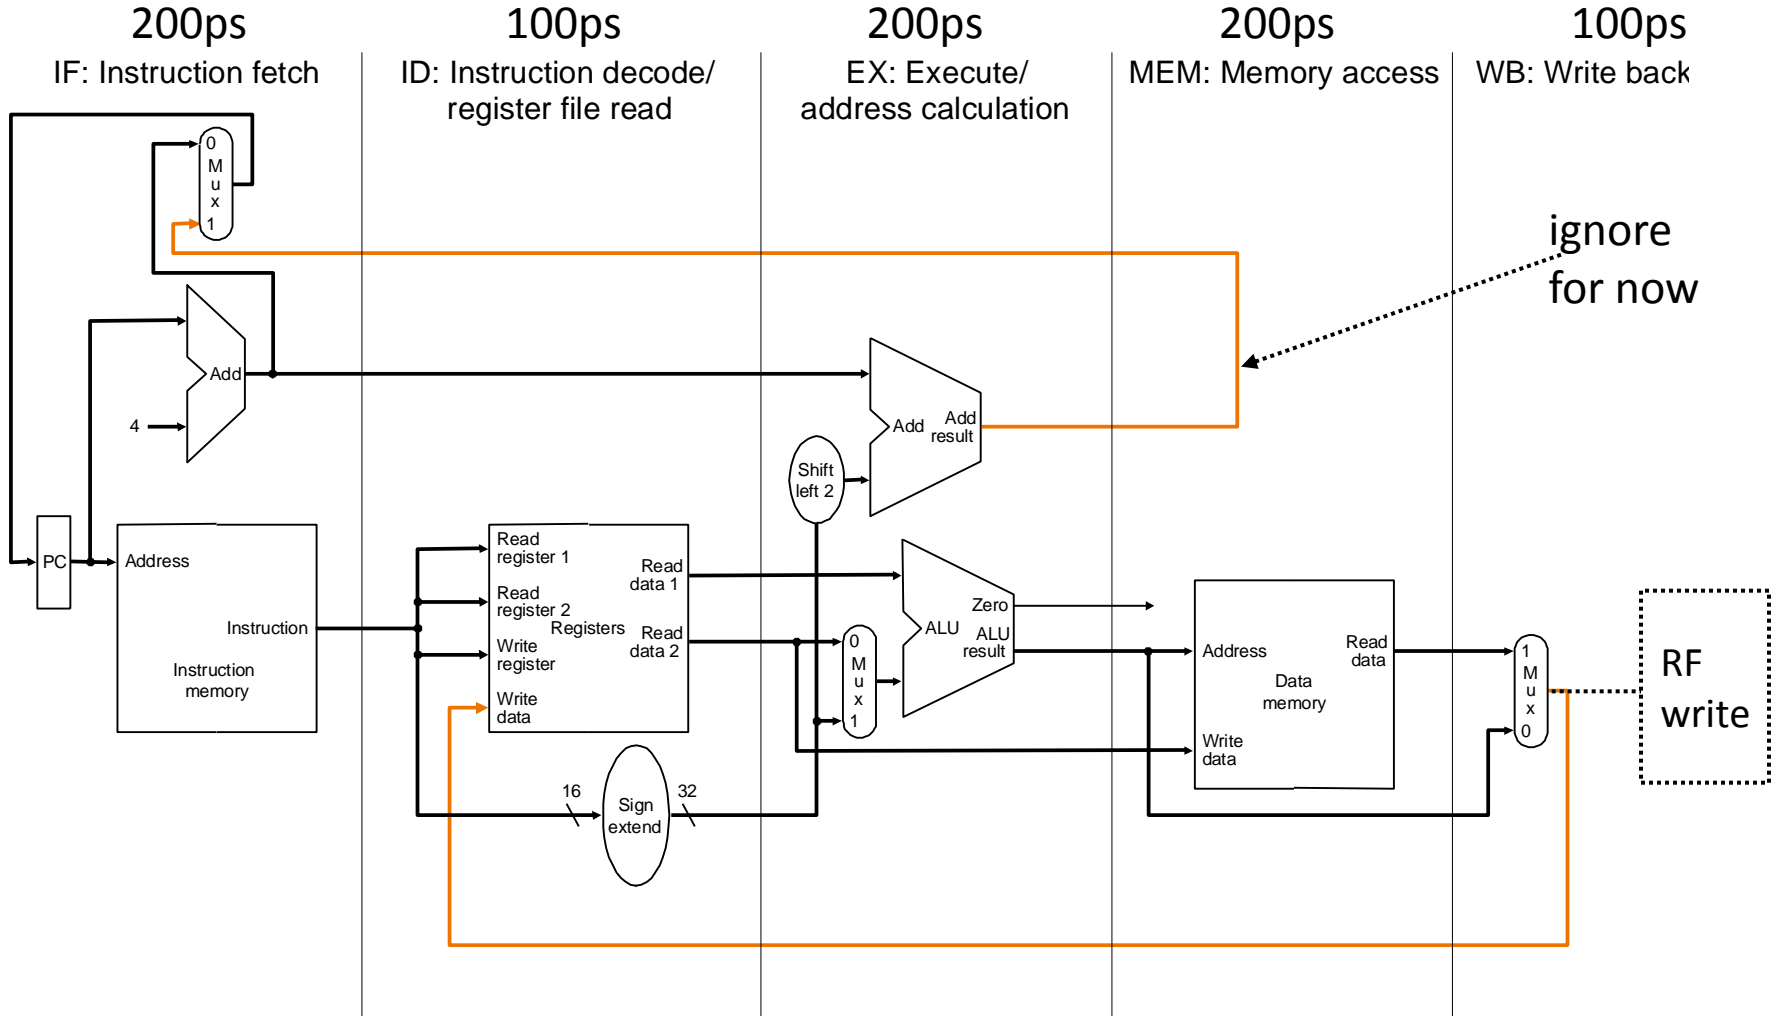 200ps
100ps
200ps
200ps
100ps
IF: Instruction fetch
ID: Instruction decode/
register file read
EX: Execute/
address calculation
MEM: Memory access
WB: Write back
0
M
u
x
1
ignore
for now
Add
4
Add
Add
result
Shift
left 2
PC
Address
Instruction
Instruction
memory
Read
register 1
Read
register 2
Registers
Write
register
Write
data
Read
data 1
Read
data 2
16
Sign
extend
32
0
M
u
x
1
Zero
ALU
ALU
result
Address
Read
data
Data
memory
Write
data
1
M
u
x
0
RF
write